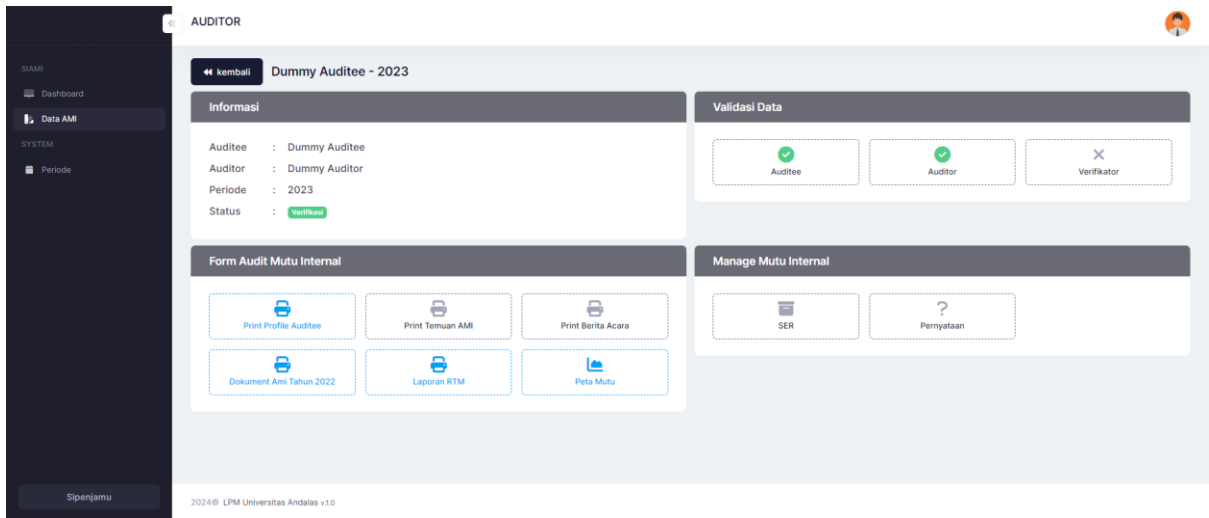 AUDITOR
SIAMI
Dashboard
Data AMI
SYSTEM
Periode
Sipenjamu
kembali
Dummy Auditee - 2023
Informasi
Auditee : Dummy Auditee
Auditor : Dummy Auditor
Periode : 2023
Status : Verifikasi
Validasi Data
Auditee
Auditor
Verifikator
Form Audit Mutu Internal
Print Profile Auditee
Print Temuan AMI
Print Berita Acara
Dokument Ami Tahun 2022
Laporan RTM
Peta Mutu
Manage Mutu Internal
SER
Pernyataan
2024© LPM Universitas Andalas v.1.0